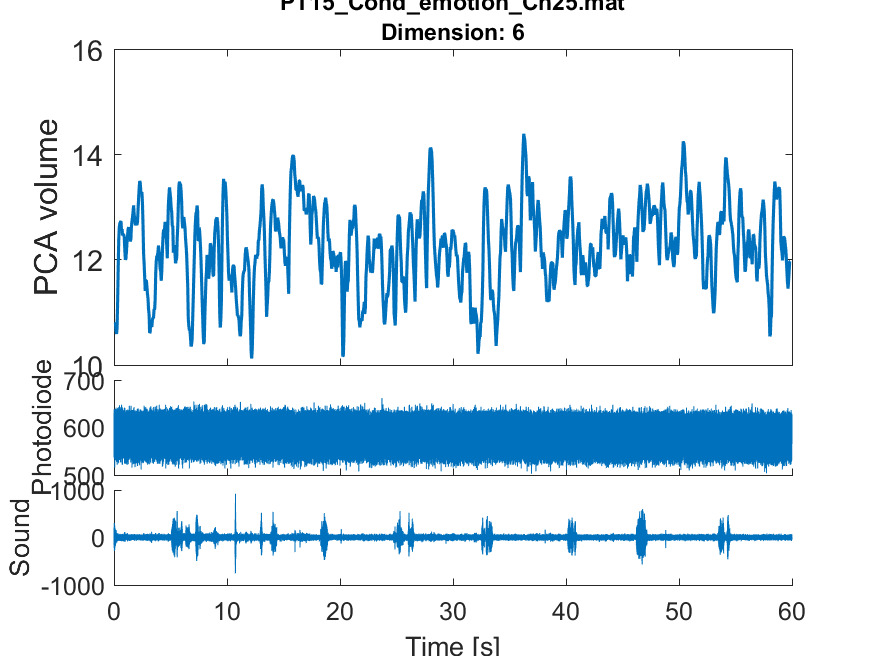 PT15_Cond_emotion_Ch25.mat
Dimension: 6
16
14
12
10
PCA volume
700
600
500
Photodiode
1000
0
-1000
Sound
0 10 20 30 40 50 60
Time [s]